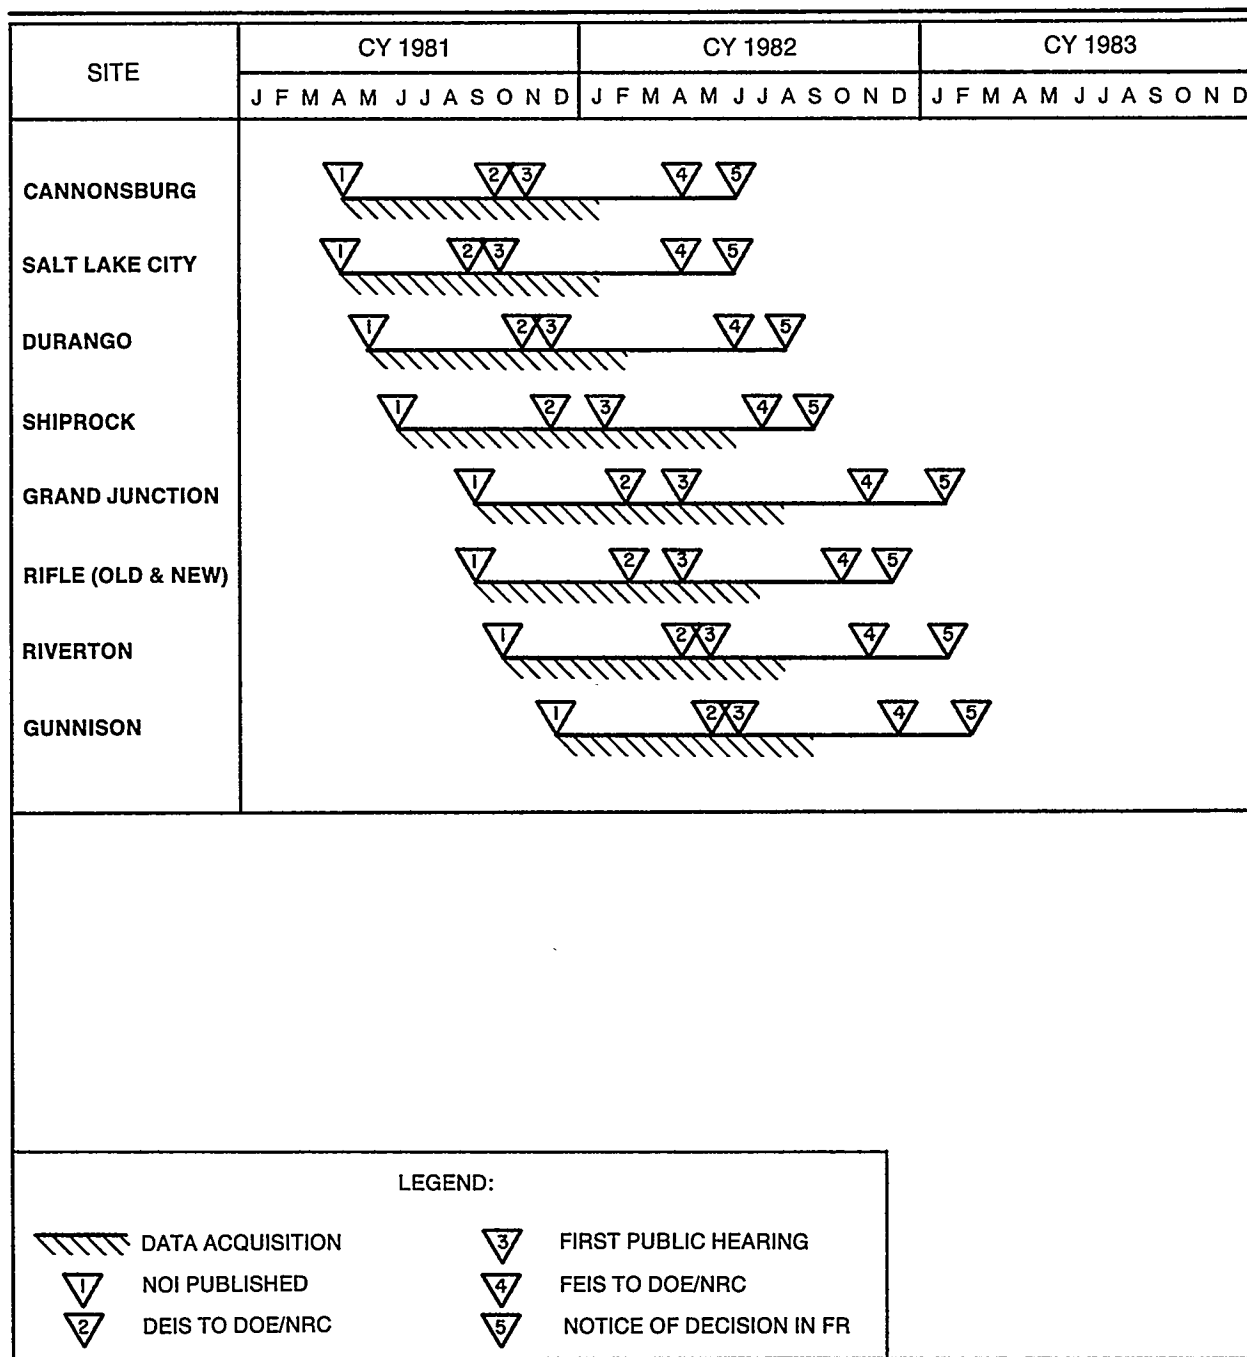 SITE
CY 1981
CY 1982
CY 1983
J F M A M J J A S O N D J F M A M J J A S O N D J F M A M J J A S O N D
CANNONSBURG 1 2 3 4 5
SALT LAKE CITY 1 2 3 4 5
DURANGO 1 2 3 4 5
SHIPROCK 1 2 3 4 5
GRAND JUNCTION 1 2 3 4 5
RIFLE (OLD & NEW) 1 2 3 4 5
RIVERTON 1 2 3 4 5
GUNNISON 1 2 3 4 5
LEGEND:
DATA ACQUISITION
1 NOI PUBLISHED
2 DEIS TO DOE/NRC
3 FIRST PUBLIC HEARING
4 FEIS TO DOE/NRC
5 NOTICE OF DECISION IN FR